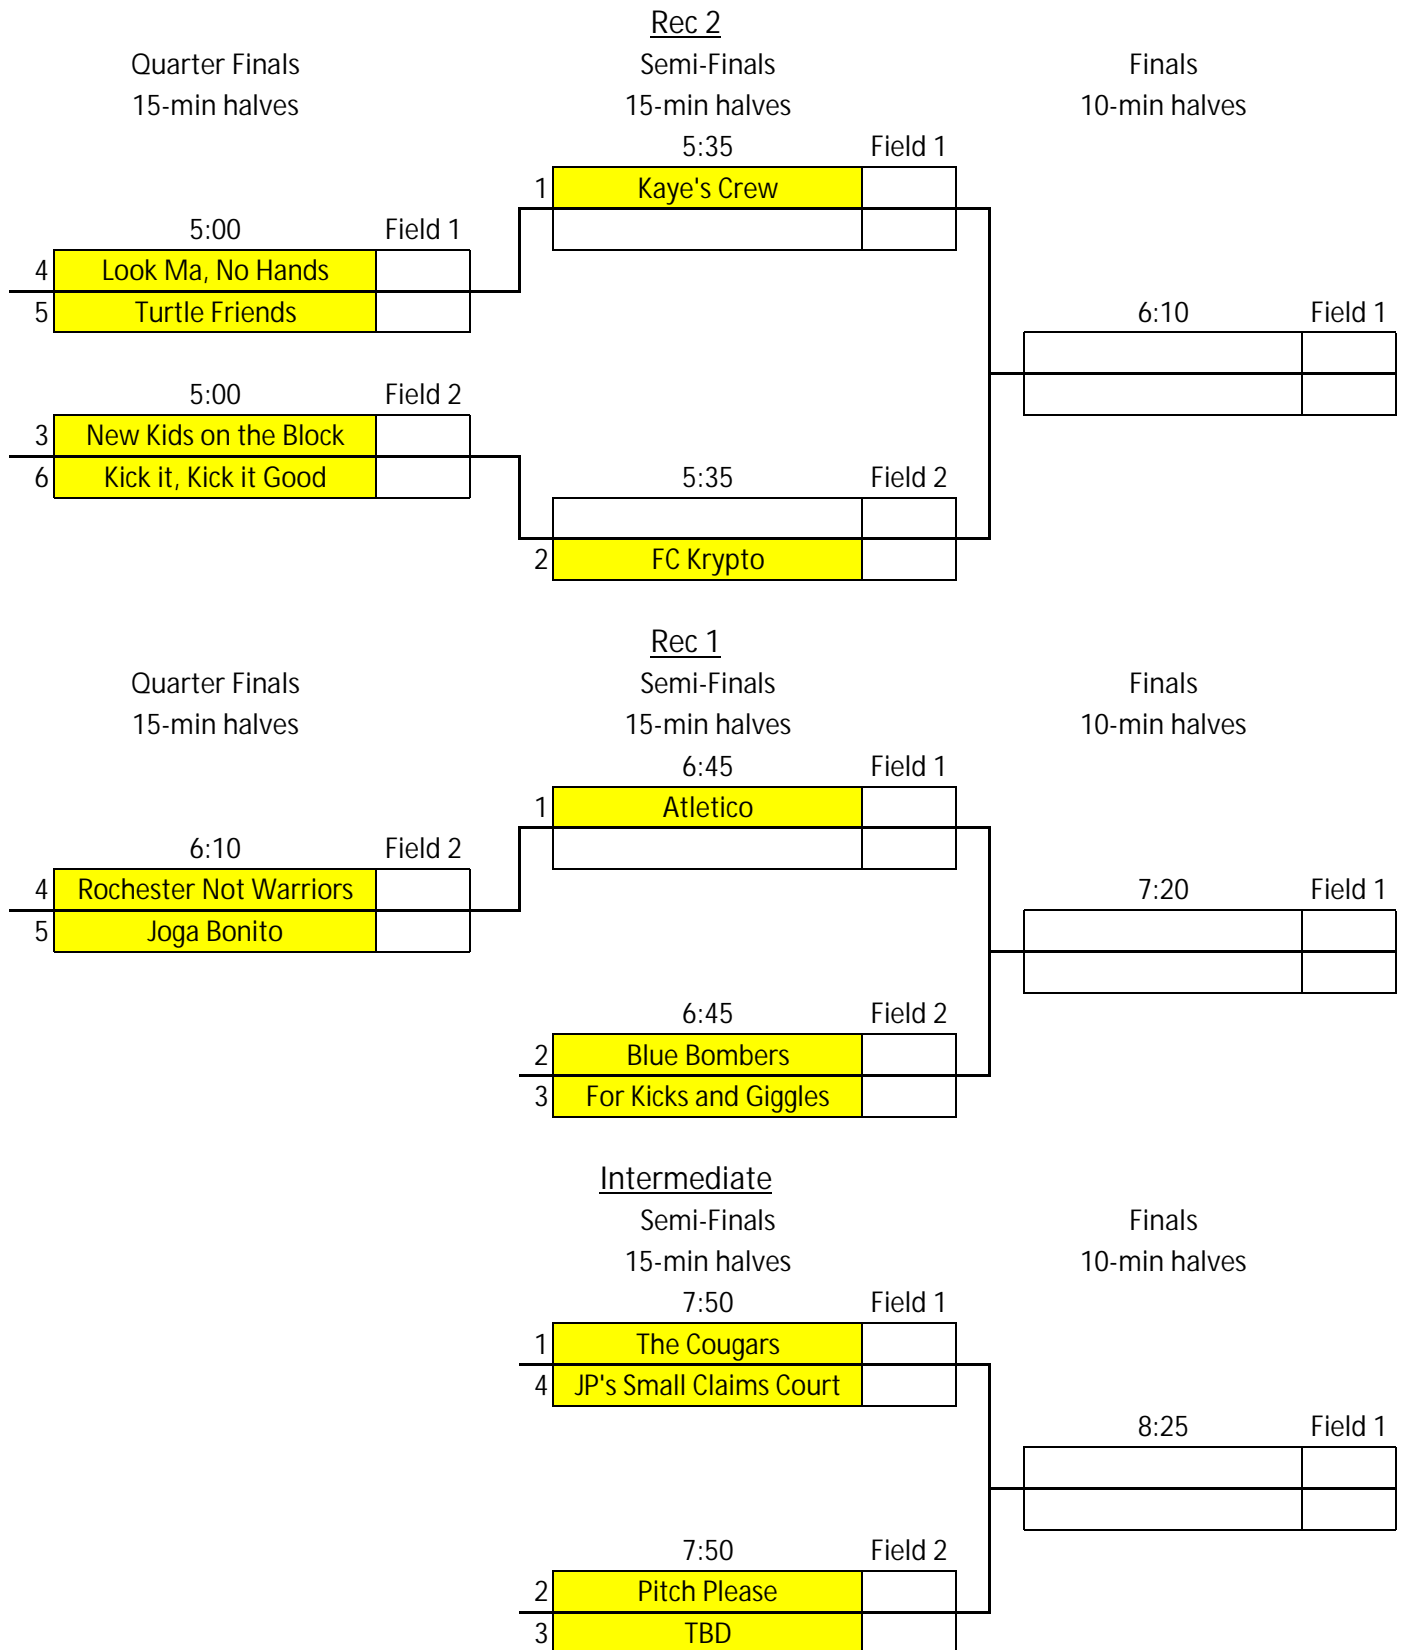 Rec 2
Quarter Finals Semi-Finals Finals
15-min halves 15-min halves 10-min halves
5:35 Field 1
1 Kaye's Crew
5:00 Field 1
4 Look Ma, No Hands
5 Turtle Friends
6:10 Field 1
5:00 Field 2
3 New Kids on the Block
6 Kick it, Kick it Good
5:35 Field 2
2 FC Krypto
Rec 1
Quarter Finals Semi-Finals Finals
15-min halves 15-min halves 10-min halves
6:45 Field 1
1 Atletico
6:10 Field 2
4 Rochester Not Warriors
7:20 Field 1
5 Joga Bonito
6:45 Field 2
2 Blue Bombers
3 For Kicks and Giggles
Intermediate
Semi-Finals Finals
15-min halves 10-min halves
7:50 Field 1
1 The Cougars
4 JP's Small Claims Court
8:25 Field 1
7:50 Field 2
2 Pitch Please
3 TBD